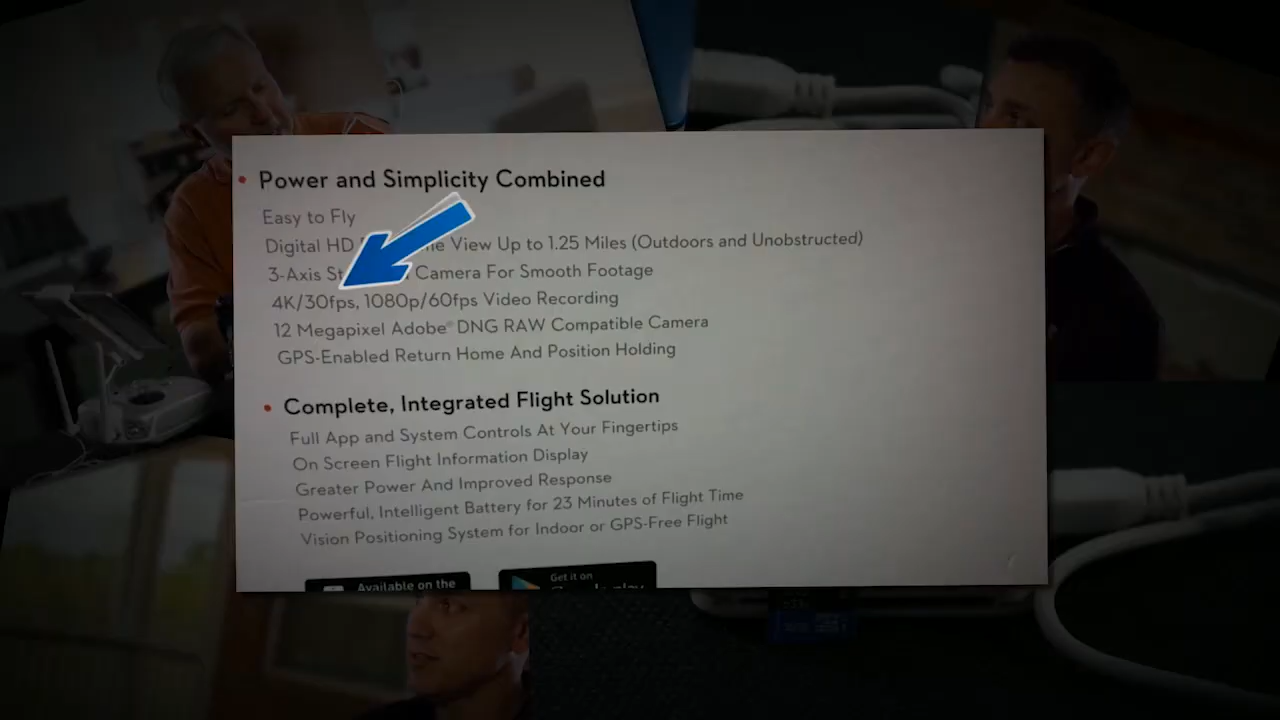 Power and Simplicity Combined
Easy to Fly
Digital HD View Up to 1.25 Miles (Outdoors and Unobstructed)
3-Axis Camera For Smooth Footage
4K/30fps, 1080p/60fps Video Recording
12 Megapixel Adobe® DNG RAW Compatible Camera
GPS-Enabled Return Home And Position Holding
Complete, Integrated Flight Solution
Full App and System Controls At Your Fingertips
On Screen Flight Information Display
Greater Power And Improved Response
Powerful, Intelligent Battery for 23 Minutes of Flight Time
Vision Positioning System for Indoor or GPS-Free Flight
Available on the
Get it on